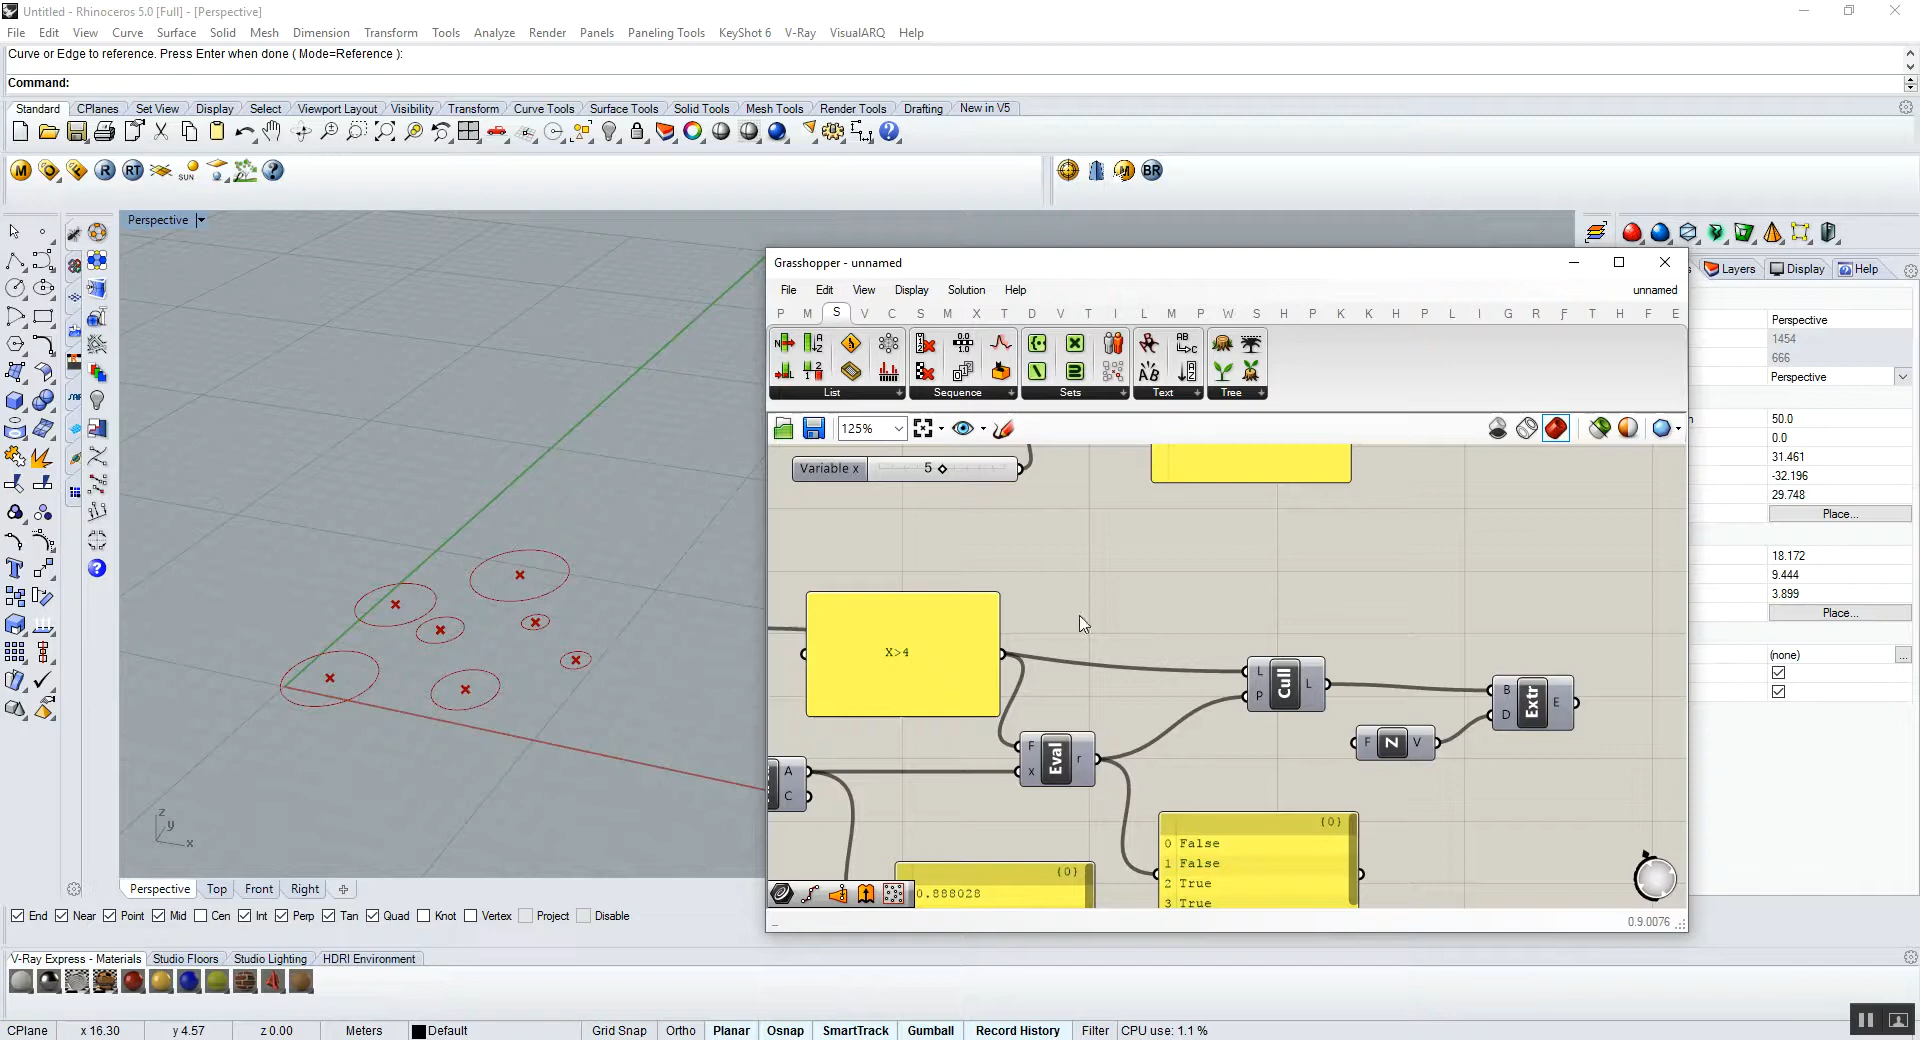 Untitled - Rhinoceros 5.0 [Full] - [Perspective]
File Edit View Curve Surface Solid Mesh Dimension Transform Tools Analyze Render Panels Paneling Tools KeyShot 6 V-Ray VisualARQ Help
Curve or Edge to reference. Press Enter when done ( Mode=Reference ):
Command:
Standard CPlanes Set View Display Select Viewport Layout Visibility Transform Curve Tools Surface Tools Solid Tools Mesh Tools Render Tools Drafting New in V5
M O F R RT SUN M BR
Perspective
Layers Display Help
Grasshopper - unnamed
File Edit View Display Solution Help unnamed
P M S V C S M X T D V T I L M P W S H P K H P L I H R F T H F E
List Sequence Sets Text Tree
125%
Variable x 5
X>4
L P Cull L
B D Extr E
F Z V
F x Eval r
A C
{0}
0 False
1 False
2 True
3 True
{0}
0.888028
0.9.0076
Perspective
1454
666
Perspective
50.0
0.0
31.461
-32.196
29.748
Place...
18.172
9.444
3.899
Place...
(none) ...
z
y
x
Perspective Top Front Right
End Near Point Mid Cen Int Perp Tan Quad Knot Vertex Project Disable
V-Ray Express - Materials Studio Floors Studio Lighting HDRI Environment
CPlane x 16.30 y 4.57 z 0.00 Meters Default Grid Snap Ortho Planar Osnap SmartTrack Gumball Record History Filter CPU use: 1.1 %